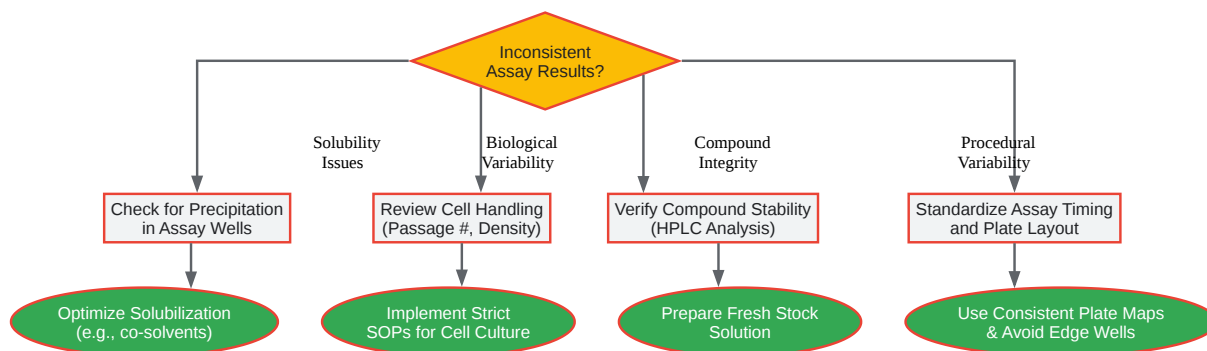 Inconsistent
Assay Results?
Solubility
Issues
Biological
Variability
Compound
Integrity
Procedural
Variability
Check for Precipitation
in Assay Wells
Review Cell Handling
(Passage #, Density)
Verify Compound Stability
(HPLC Analysis)
Standardize Assay Timing
and Plate Layout
Optimize Solubilization
(e.g., co-solvents)
Implement Strict
SOPs for Cell Culture
Prepare Fresh Stock
Solution
Use Consistent Plate Maps
& Avoid Edge Wells